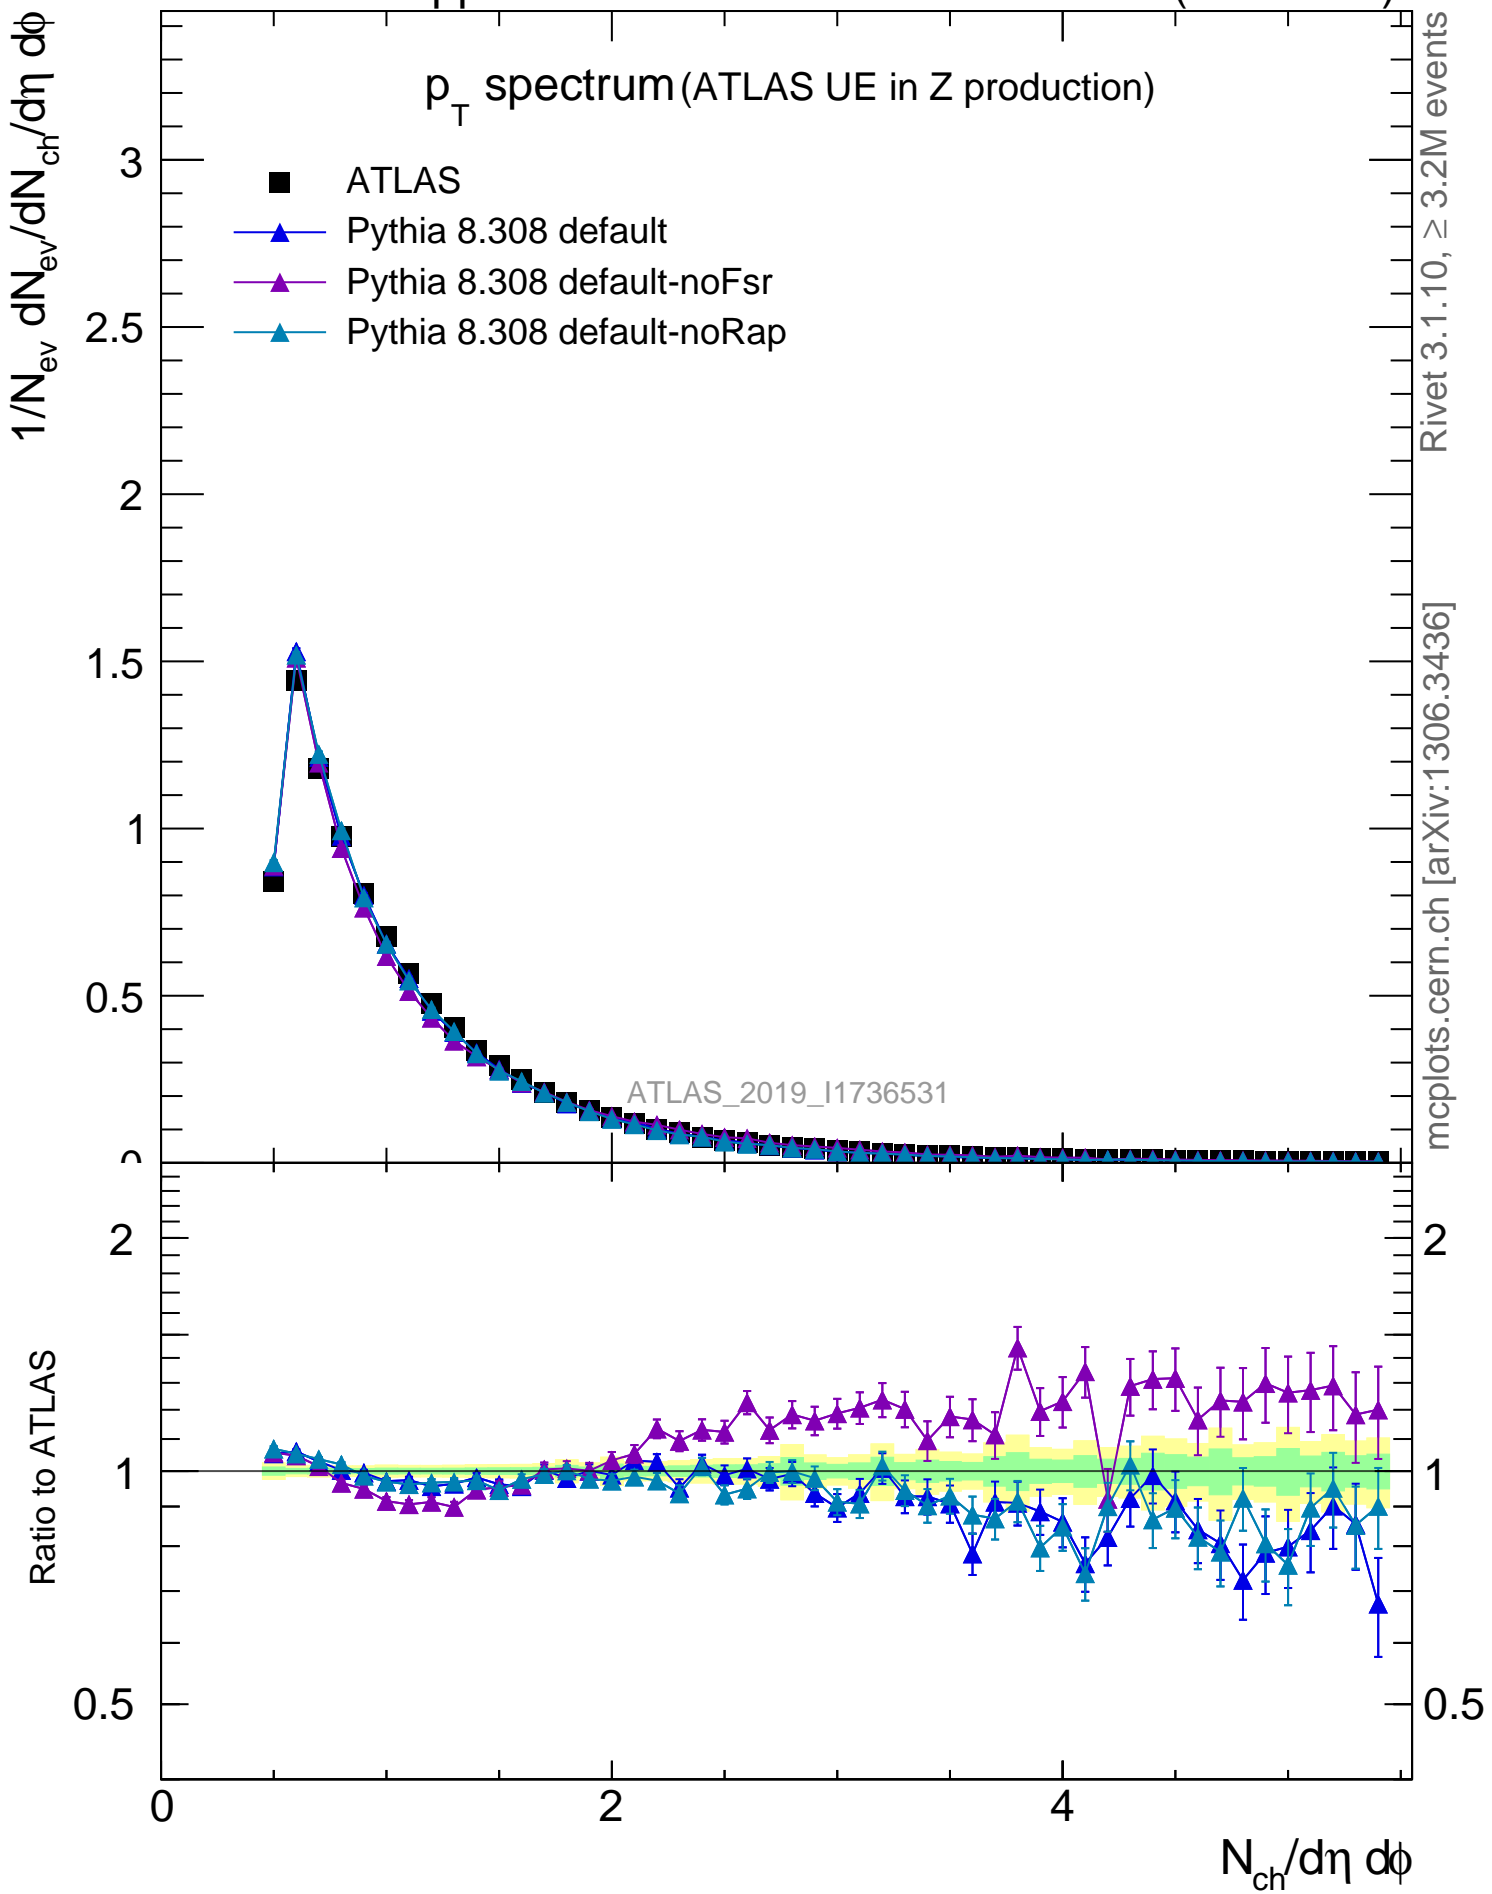 p_T spectrum (ATLAS UE in Z production)
1/N_ev dN_ev/dN_ch/dη dϕ
ATLAS
Pythia 8.308 default
Pythia 8.308 default-noFsr
Pythia 8.308 default-noRap
3
2.5
2
1.5
1
0.5
0
ATLAS_2019_I1736531
Rivet 3.1.10, ≥ 3.2M events
mcplots.cern.ch [arXiv:1306.3436]
Ratio to ATLAS
2
1
0.5
2
1
0.5
0
2
4
N_ch/dη dϕ